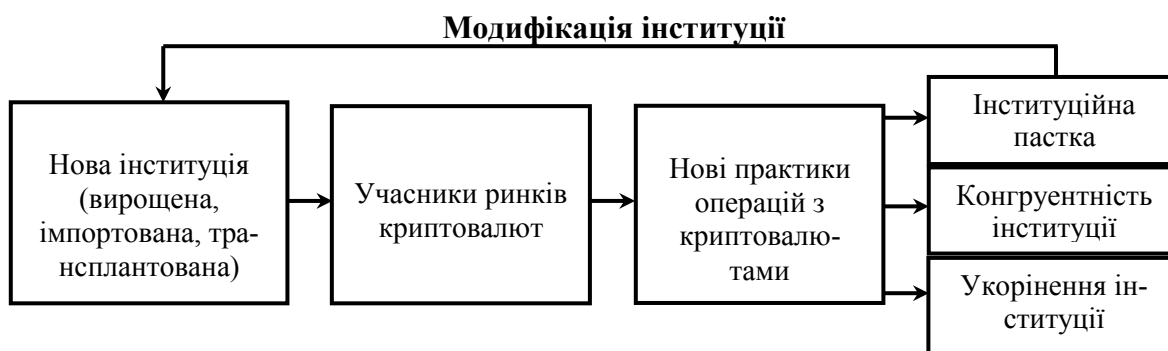 Модифікація інституції
Нова інституція
(вирощена,
імпортована, тра-
нсплантована)
Учасники ринків
криптовалют
Нові практики
операцій з
криптовалю-
тами
Інституційна
пастка
Конгруентність
інституції
Укорінення ін-
ституції